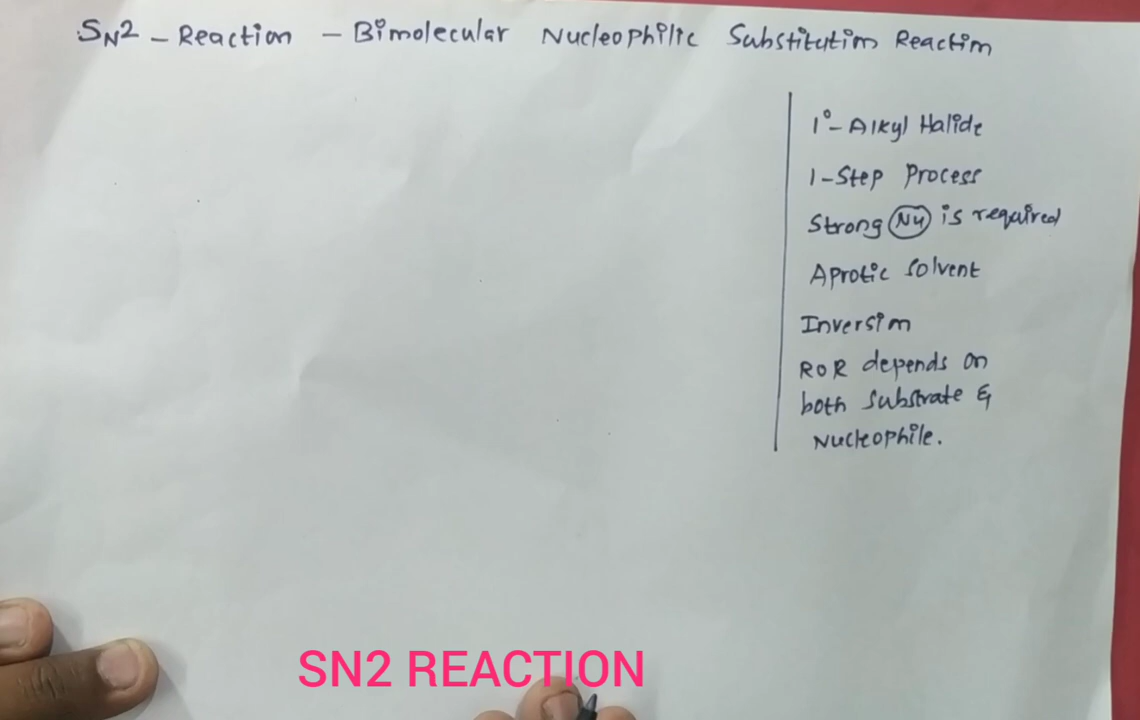 SN2 - Reaction - Bimolecular Nucleophilic Substitution Reaction
1°- Alkyl Halide
1-Step Process
Strong Nu is required
Aprotic Solvent
Inversion
ROR depends on
both Substrate &
Nucleophile.
SN2 REACTION